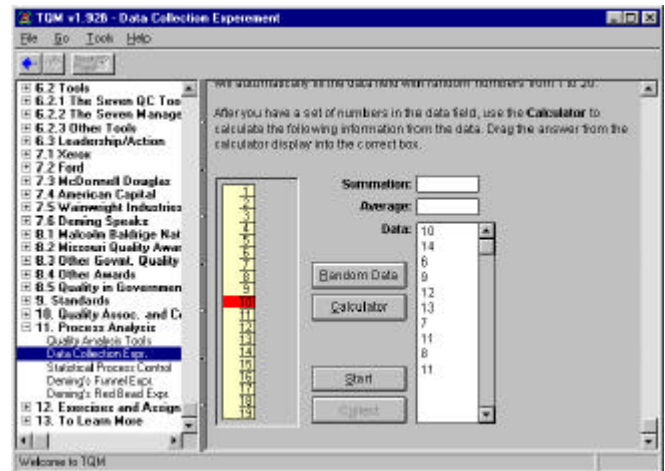 TQM v1.928 - Data Collection Experement
File Go Tools Help
6.2 Tools
6.2.1 The Seven QC Too
6.2.2 The Seven Manage
6.2.3 Other Tools
6.3 Leadership/Action
7.1 Xerox
7.2 Ford
7.3 McDonnell Douglas
7.4 American Capital
7.5 Wainwright Industries
7.6 Deming Speaks
8.1 Malcolm Baldrige Nat
8.2 Missouri Quality Awar
8.3 Other Govmt. Quality
8.4 Other Awards
8.5 Quality in Governmen
9. Standards
10. Quality Assoc. and Co
11. Process Analysis
Quality Analysis Tools
Data Collection Expr.
Statistical Process Control
Deming's Funnel Expr.
Deming's Red Bead Expr.
12. Exercises and Assign
13. To Learn More
will automatically fill the data field with random numbers from 1 to 20.
After you have a set of numbers in the data field, use the Calculator to
calculate the following information from the data. Drag the answer from the
calculator display into the correct box.
1
2
3
4
5
6
7
8
9
10
11
12
13
14
15
16
17
18
19
Summation:
Average:
Data:
10
14
6
9
12
13
7
11
8
11
Random Data
Calculator
Start
Collect
Welcome to TQM